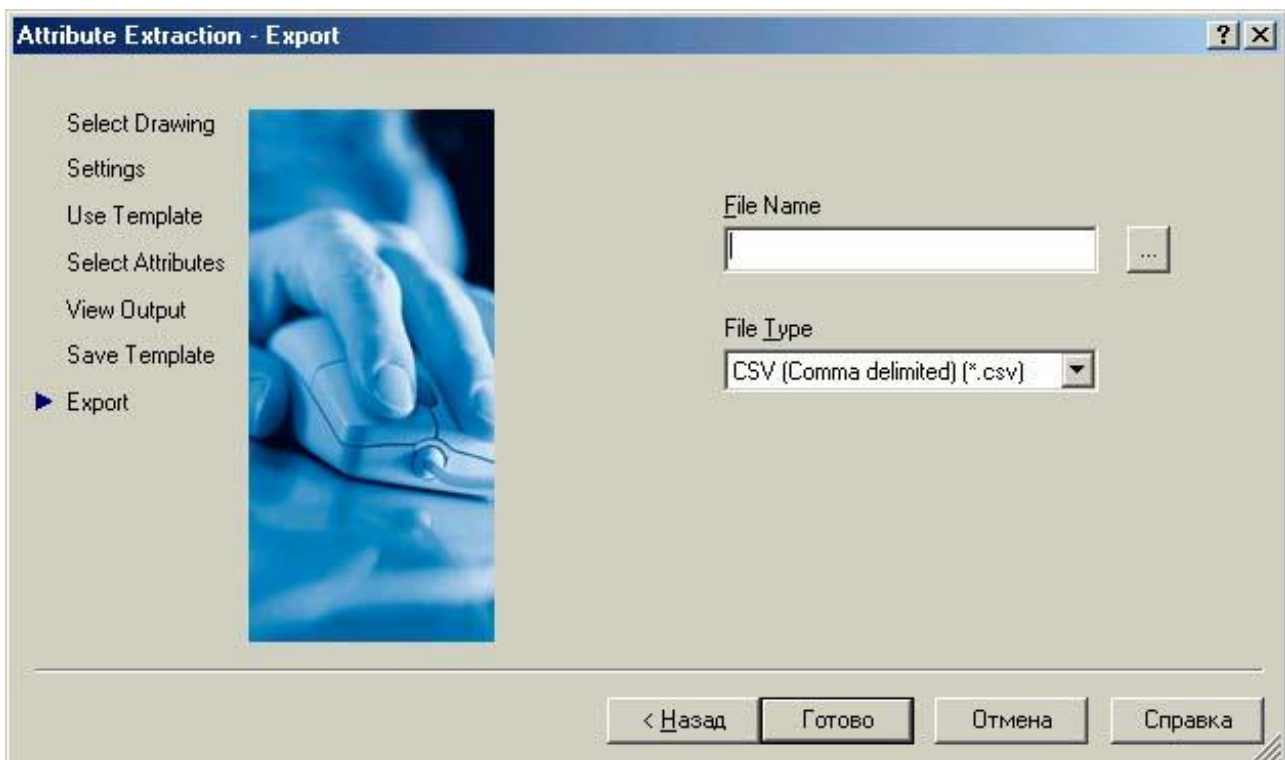 Attribute Extraction - Export
Select Drawing
Settings
Use Template
Select Attributes
View Output
Save Template
Export
File Name
...
File Type
CSV (Comma delimited) (*.csv)
< Назад
Готово
Отмена
Справка